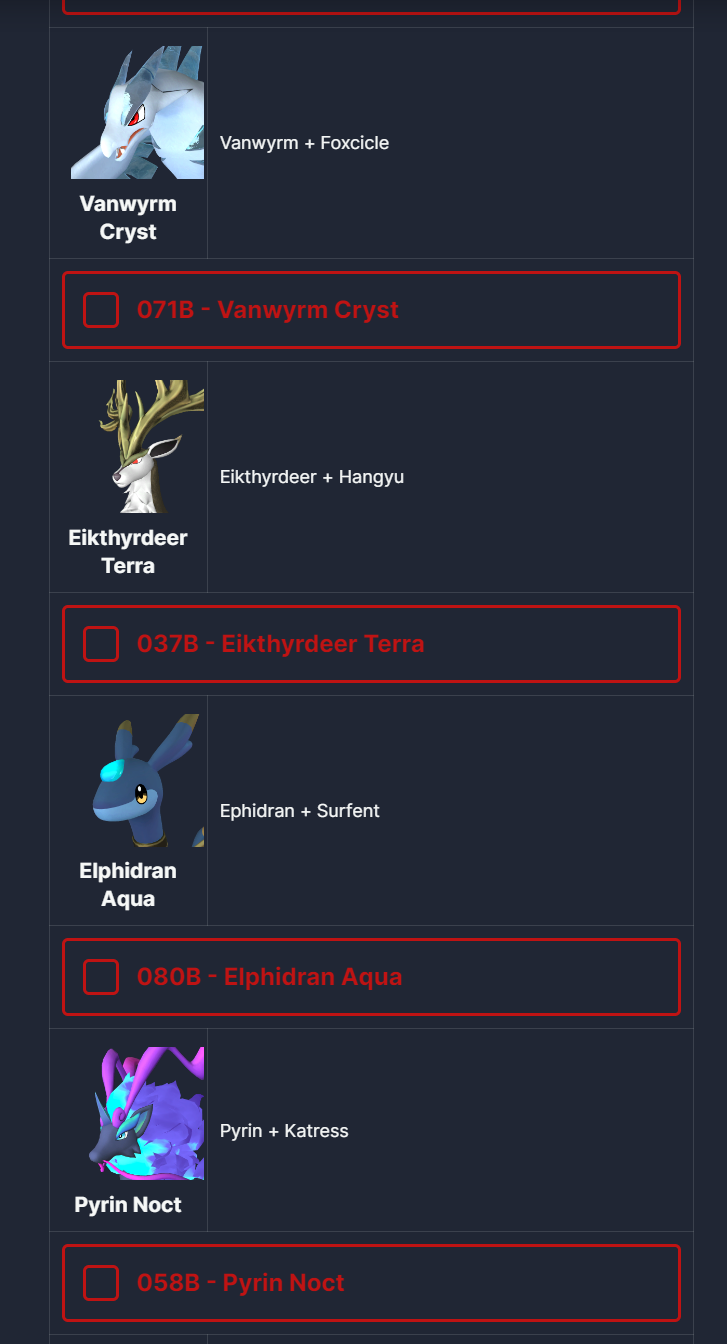 Vanwyrm + Foxcicle
Vanwyrm
Cryst
071B - Vanwyrm Cryst
Eikthyrdeer + Hangyu
Eikthyrdeer
Terra
037B - Eikthyrdeer Terra
Ephidran + Surfent
Elphidran
Aqua
080B - Elphidran Aqua
Pyrin + Katress
Pyrin Noct
058B - Pyrin Noct